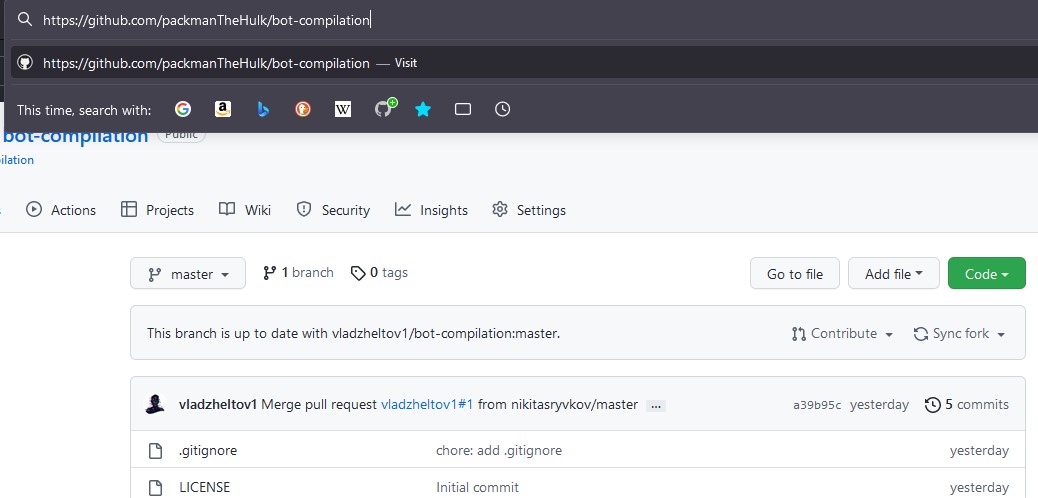 https://github.com/packmanTheHulk/bot-compilation
https://github.com/packmanTheHulk/bot-compilation — Visit
This time, search with:
bot-compilation Public
ilation
Actions Projects Wiki Security Insights Settings
master 1 branch 0 tags Go to file Add file Code
This branch is up to date with vladzheltov1/bot-compilation:master. Contribute Sync fork
vladzheltov1 Merge pull request vladzheltov1#1 from nikitasryvkov/master ... a39b95c yesterday 5 commits
.gitignore chore: add .gitignore yesterday
LICENSE Initial commit yesterday